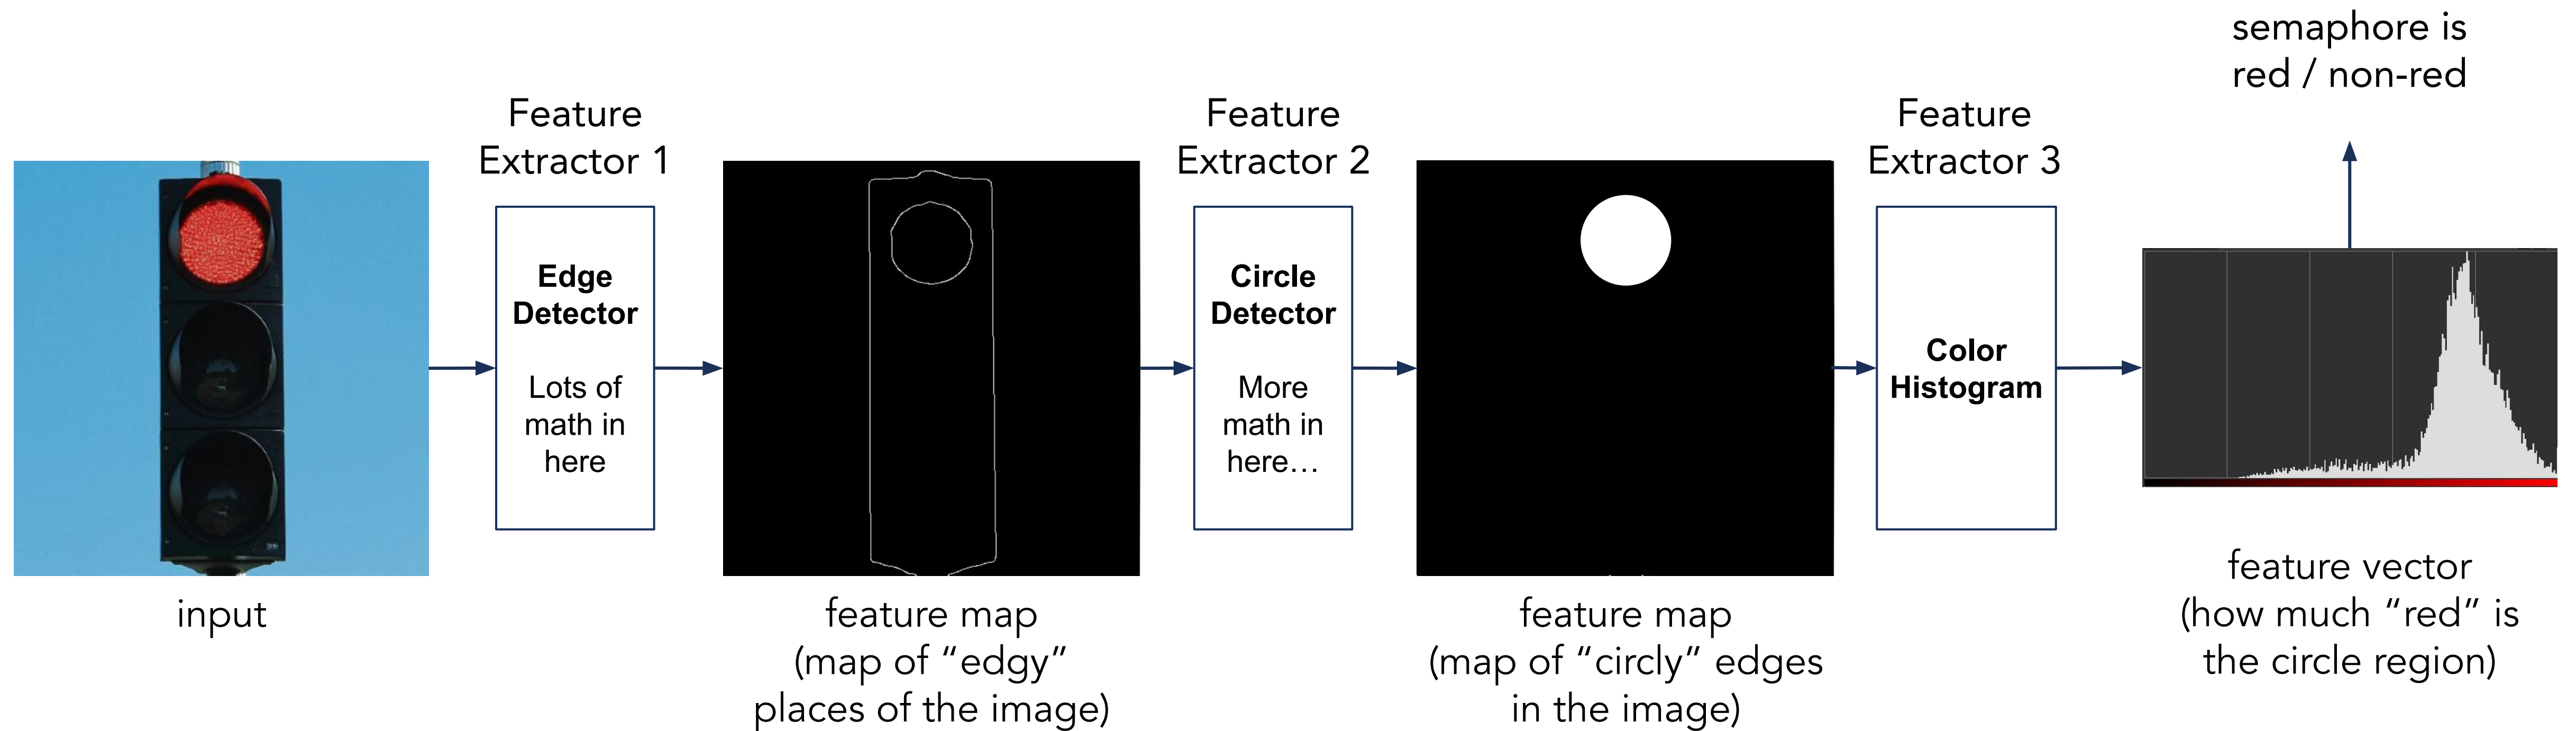 semaphore is
red / non-red
Feature
Extractor 1
Feature
Extractor 2
Feature
Extractor 3
Edge
Detector
Lots of
math in
here
Circle
Detector
More
math in
here…
Color
Histogram
input
feature map
(map of “edgy”
places of the image)
feature map
(map of “circly” edges
in the image)
feature vector
(how much “red” is
the circle region)